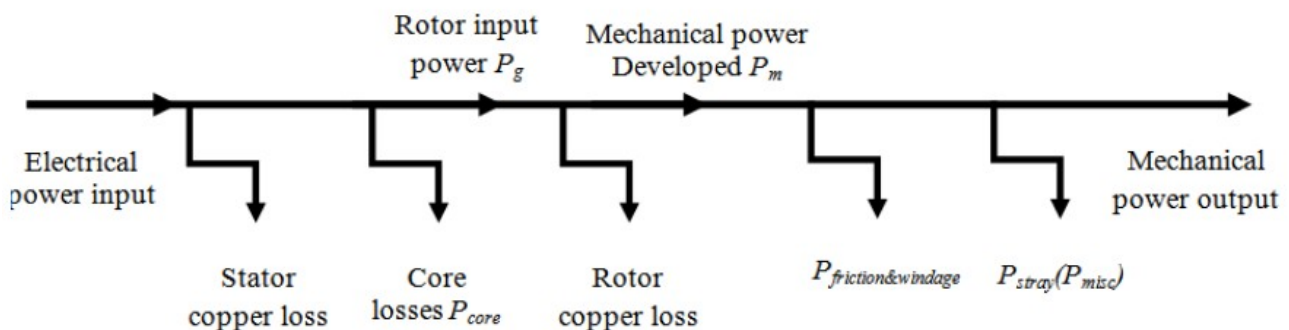 Rotor input
power Pg
Mechanical power
Developed Pm
Electrical
power input
Mechanical
power output
Stator
copper loss
Core
losses Pcore
Rotor
copper loss
Pfriction&windage
Pstray(Pmisc)